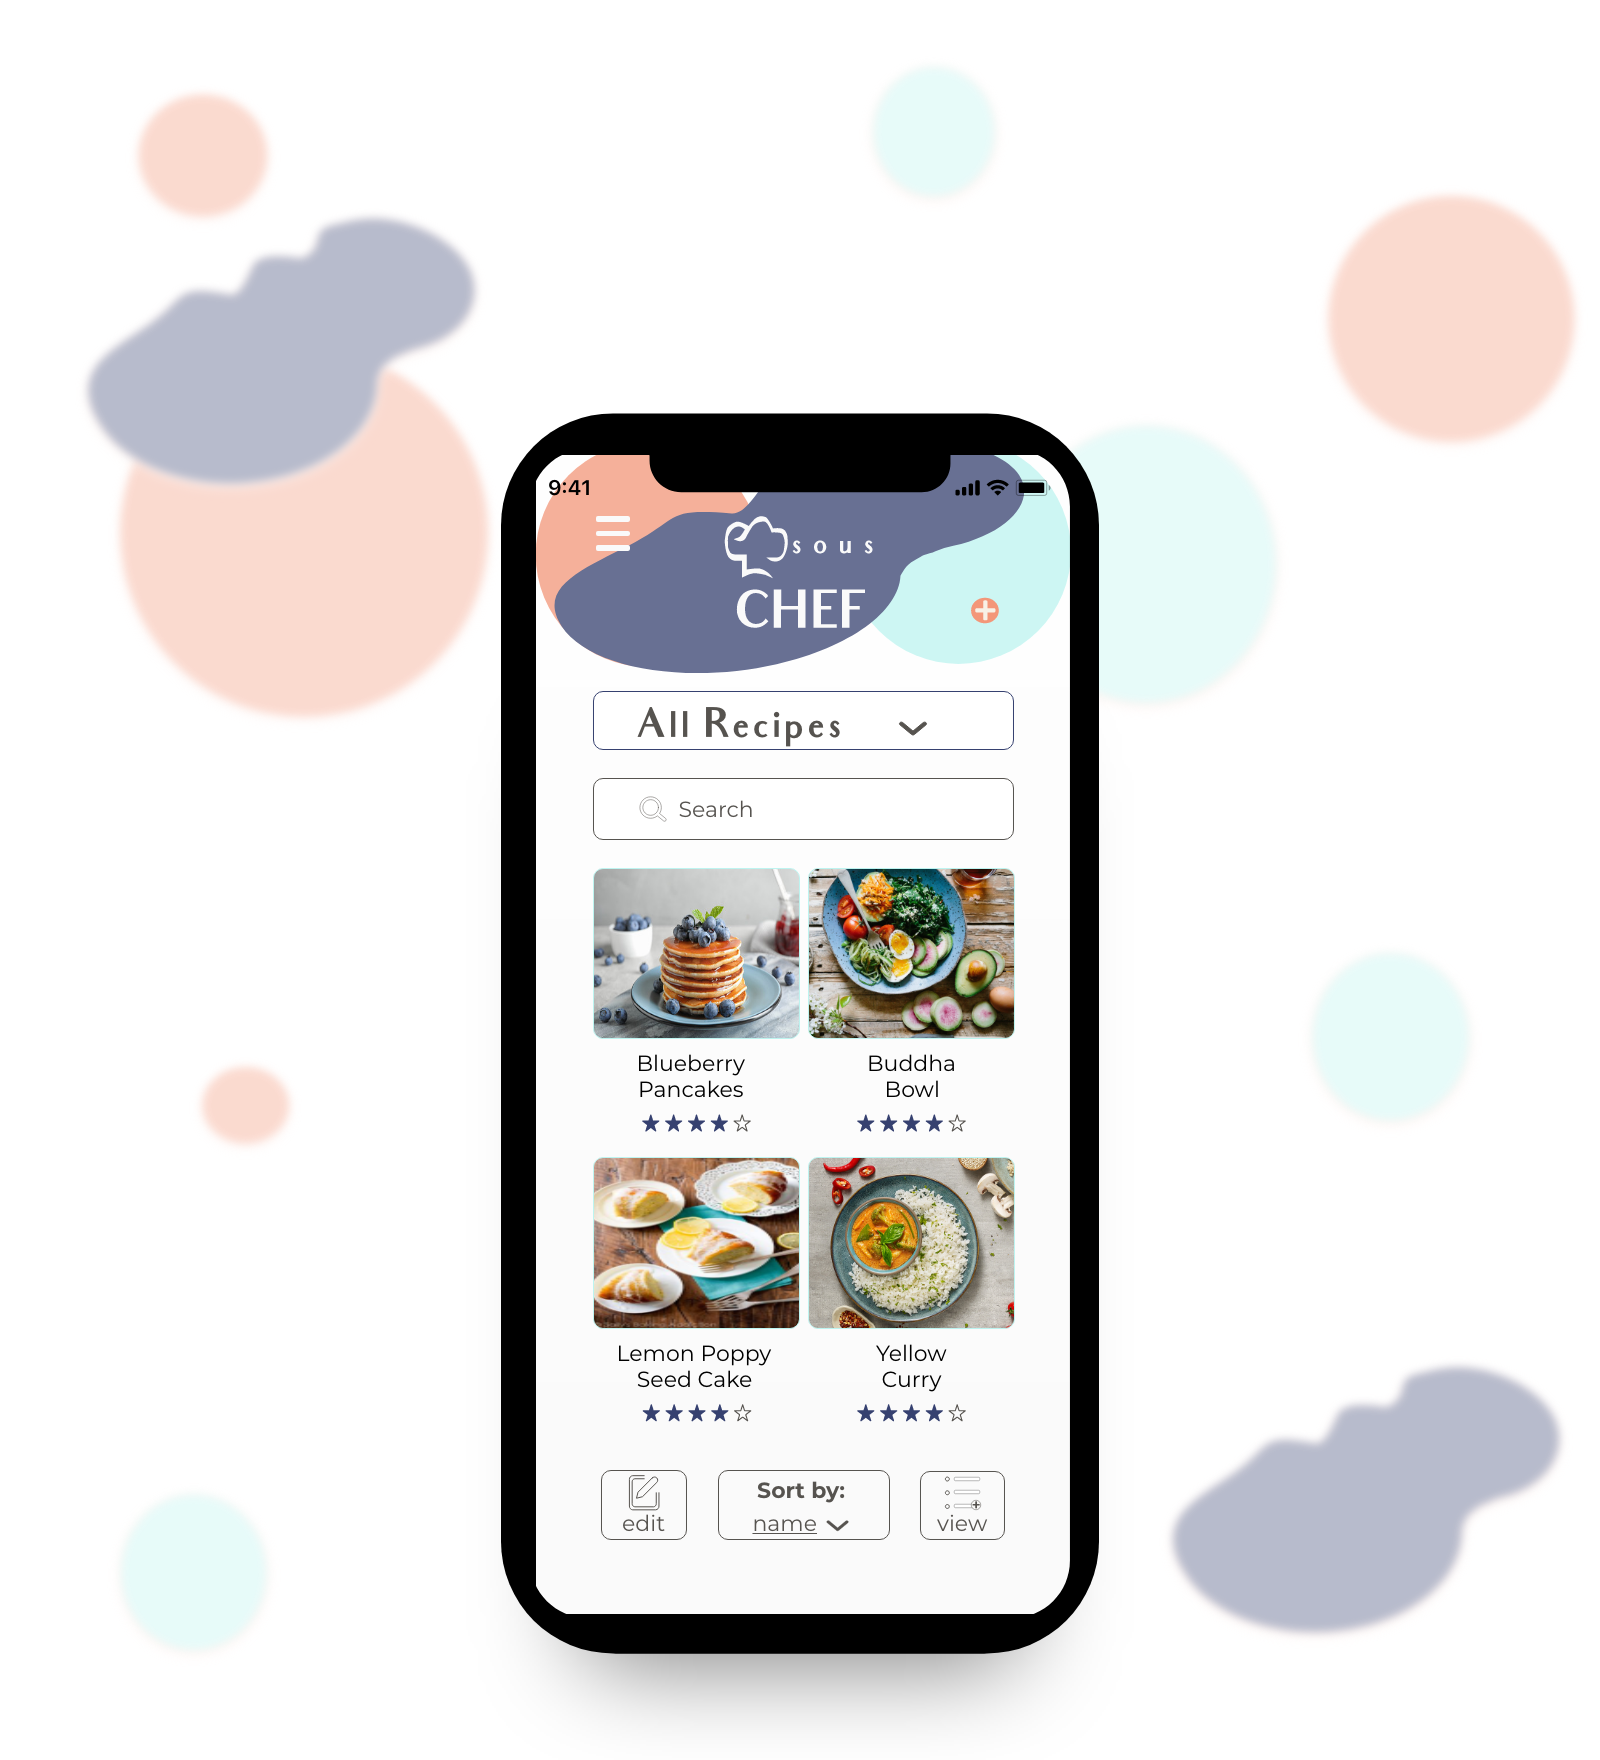 9:41
sous
CHEF
All Recipes
Search
Blueberry
Pancakes
Buddha
Bowl
Lemon Poppy
Seed Cake
Yellow
Curry
edit
Sort by:
name
view